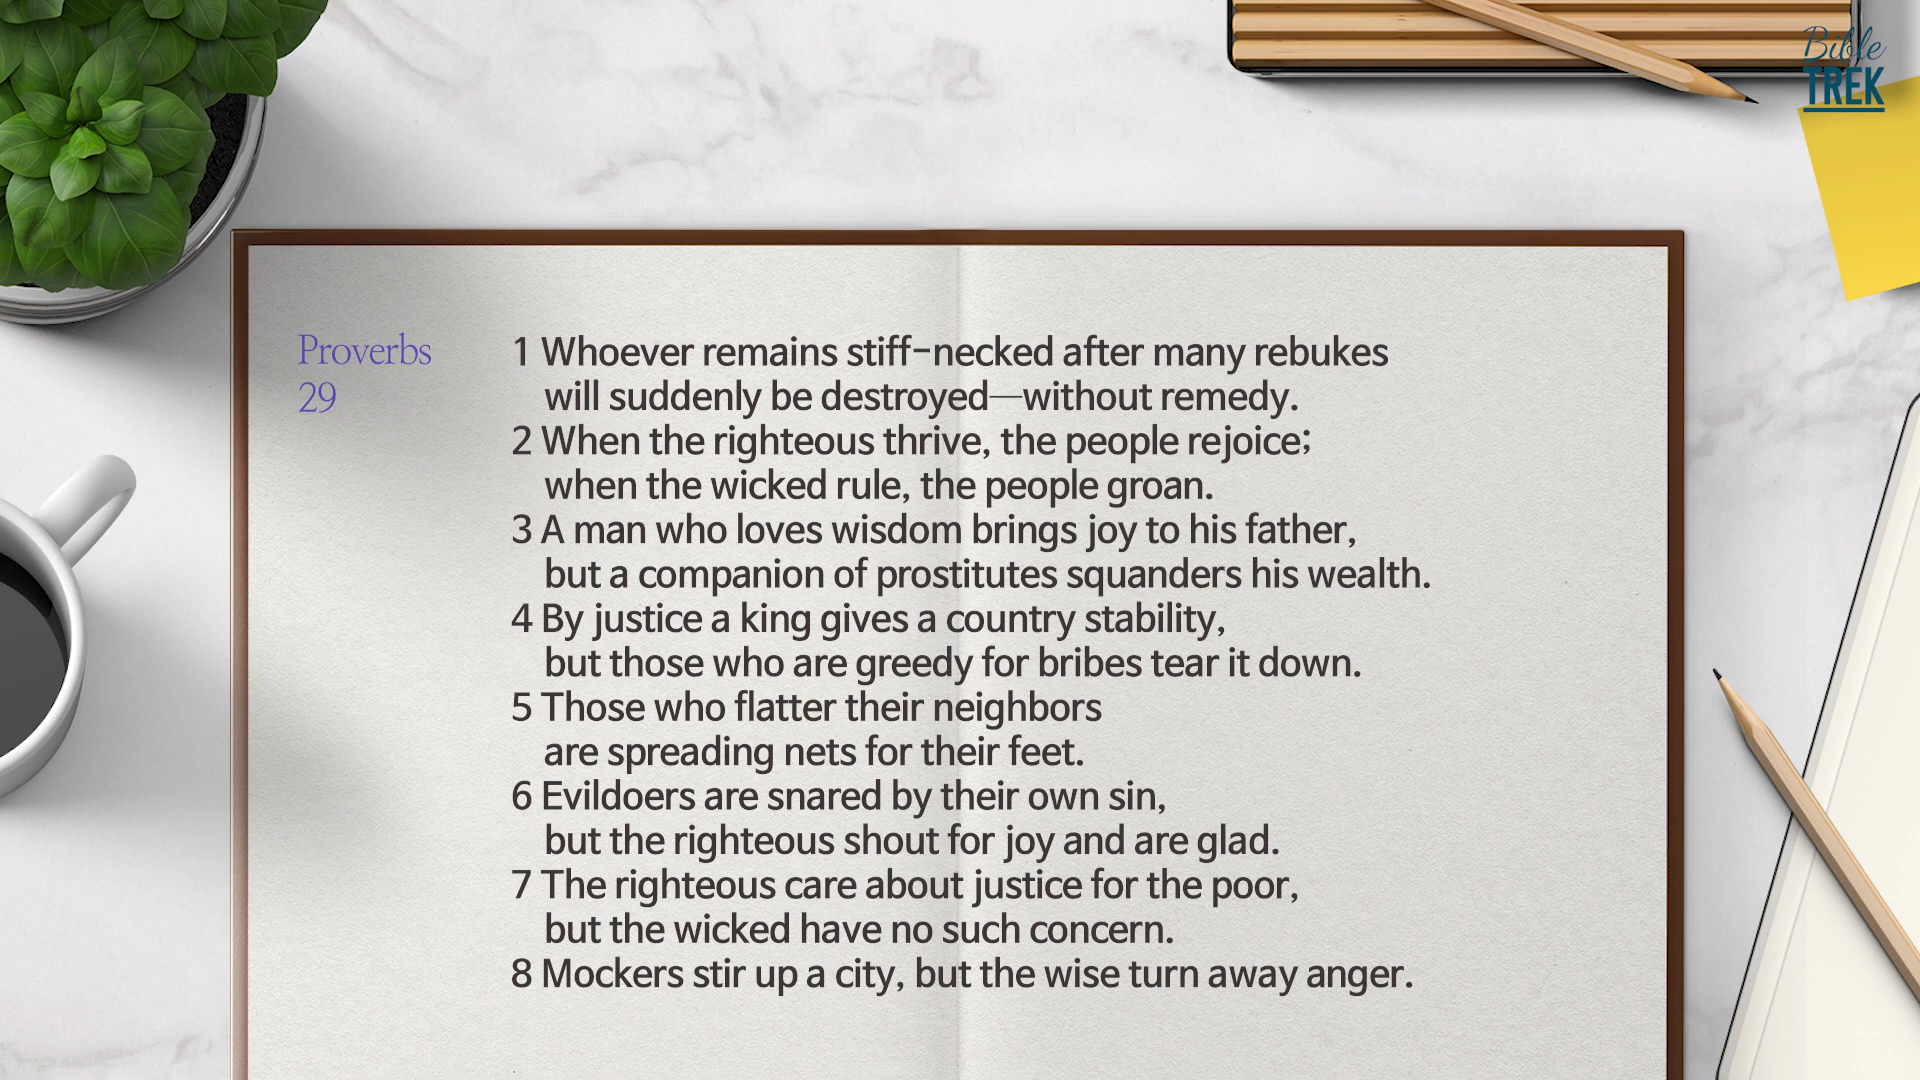 Bible
TREK
Proverbs
29
1 Whoever remains stiff-necked after many rebukes
will suddenly be destroyed—without remedy.
2 When the righteous thrive, the people rejoice;
when the wicked rule, the people groan.
3 A man who loves wisdom brings joy to his father,
but a companion of prostitutes squanders his wealth.
4 By justice a king gives a country stability,
but those who are greedy for bribes tear it down.
5 Those who flatter their neighbors
are spreading nets for their feet.
6 Evildoers are snared by their own sin,
but the righteous shout for joy and are glad.
7 The righteous care about justice for the poor,
but the wicked have no such concern.
8 Mockers stir up a city, but the wise turn away anger.